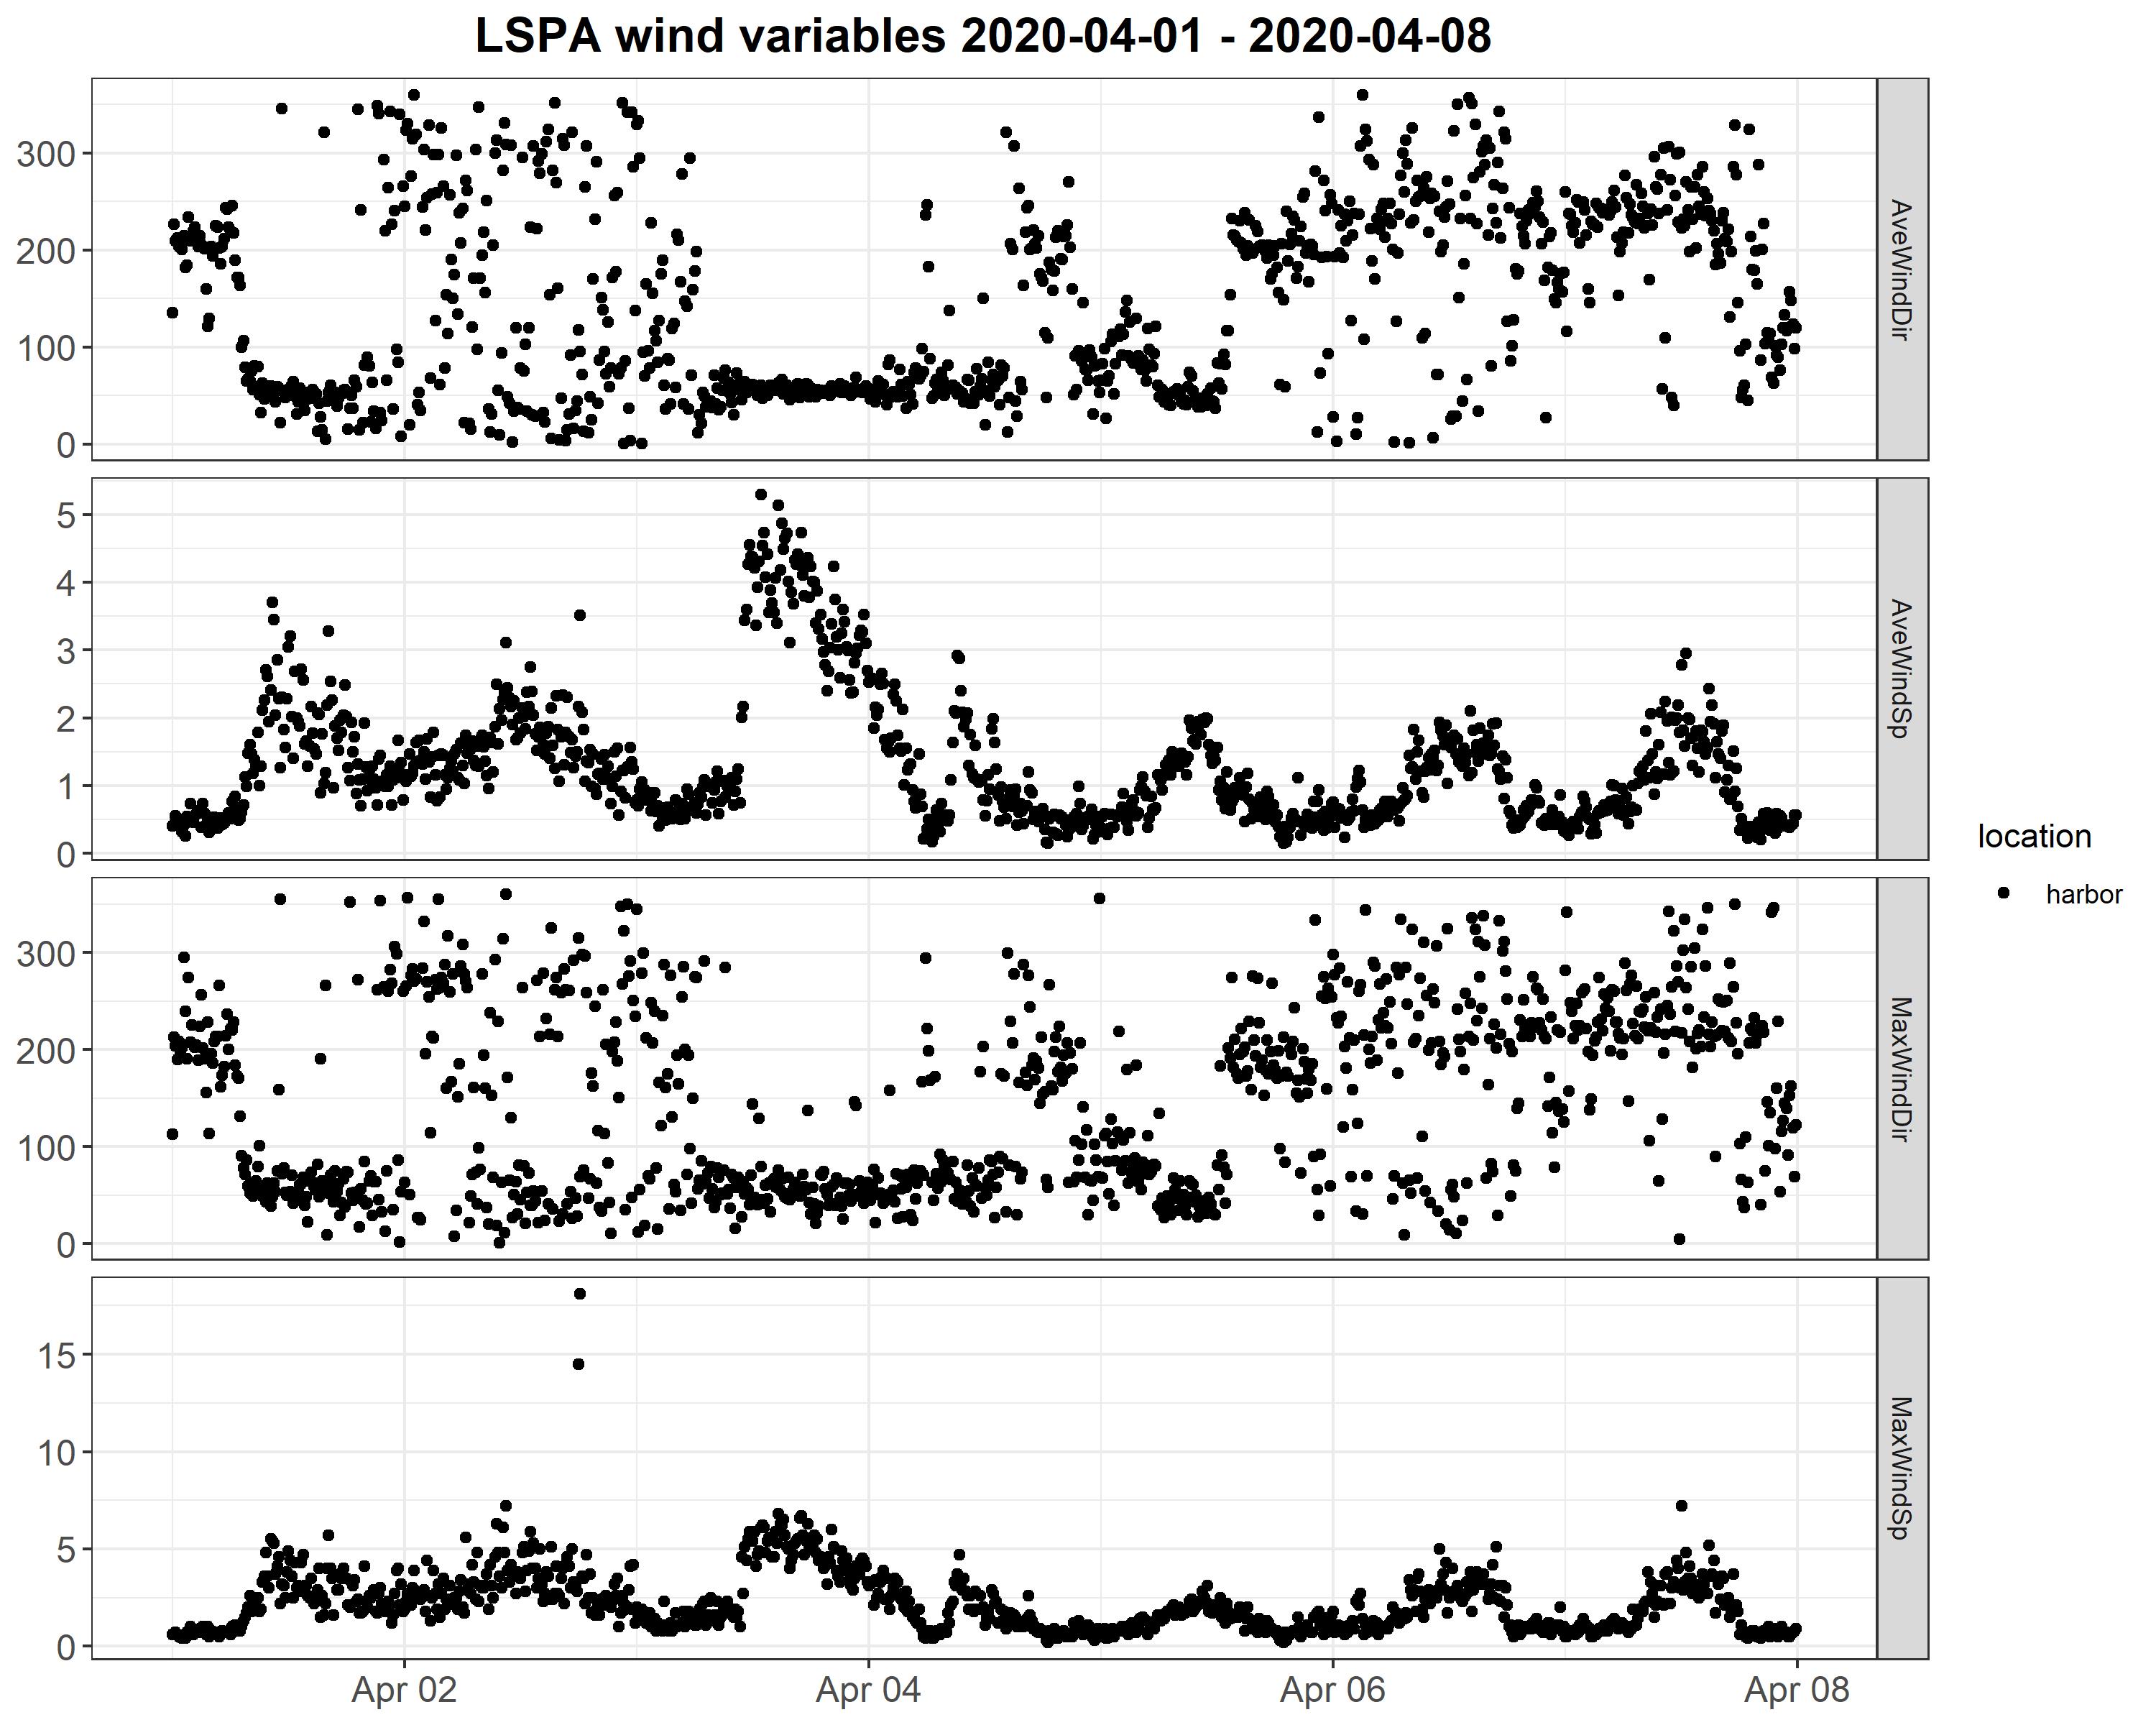 LSPA wind variables 2020-04-01 - 2020-04-08
300
200
100
0
AveWindDir
5
4
3
2
1
0
AveWindSp
300
200
100
0
MaxWindDir
15
10
5
0
MaxWindSp
Apr 02
Apr 04
Apr 06
Apr 08
location
harbor